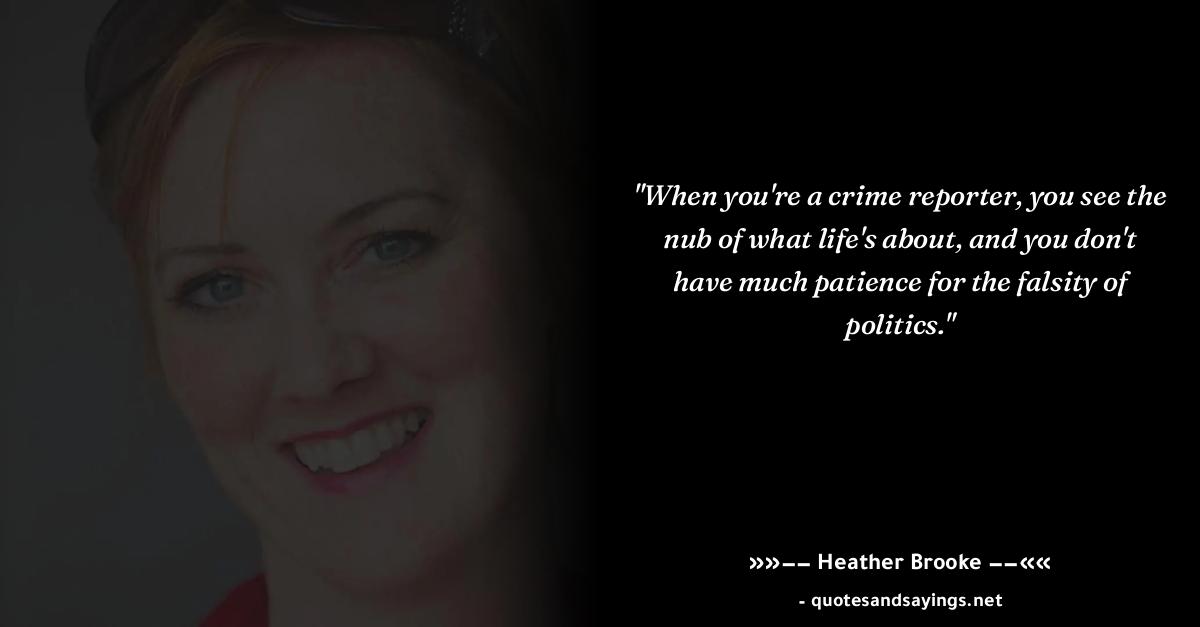 "When you're a crime reporter, you see the
nub of what life's about, and you don't
have much patience for the falsity of
politics."
»»−− Heather Brooke −−««
- quotesandsayings.net